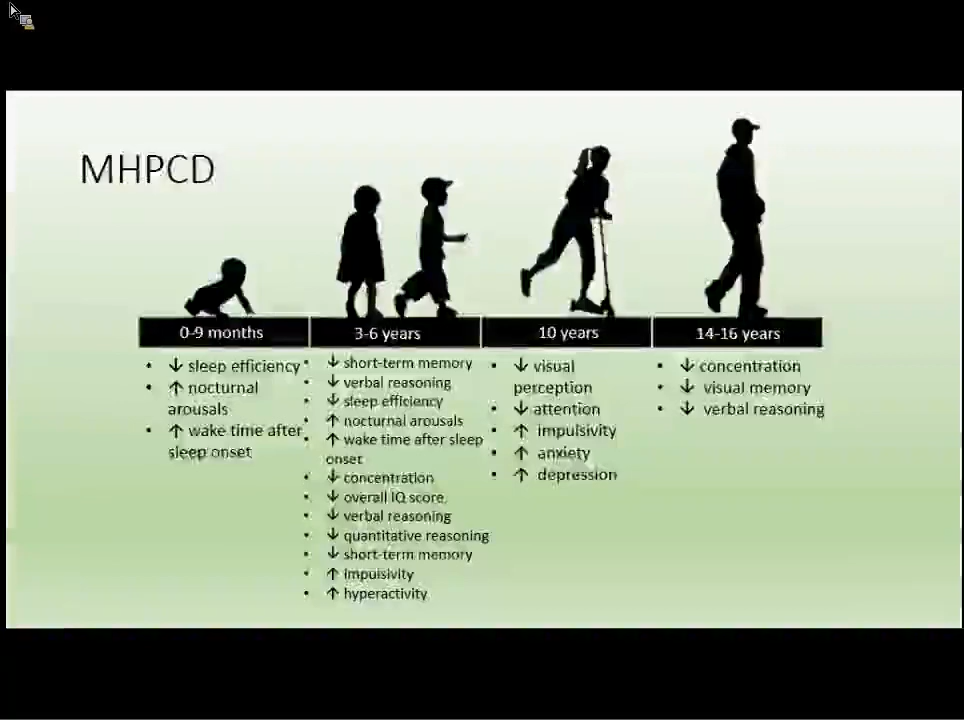 MHPCD
0-9 months
• ↓ sleep efficiency
• ↑ nocturnal
arousals
• ↑ wake time after
sleep onset
3-6 years
• ↓ short-term memory
• ↓ verbal reasoning
• ↓ sleep efficiency
• ↑ nocturnal arousals
• ↑ wake time after sleep
onset
• ↓ concentration
• ↓ overall IQ score
• ↓ verbal reasoning
• ↓ quantitative reasoning
• ↓ short-term memory
• ↑ impulsivity
• ↑ hyperactivity
10 years
• ↓ visual
perception
• ↓ attention
• ↑ impulsivity
• ↑ anxiety
• ↑ depression
14-16 years
• ↓ concentration
• ↓ visual memory
• ↓ verbal reasoning